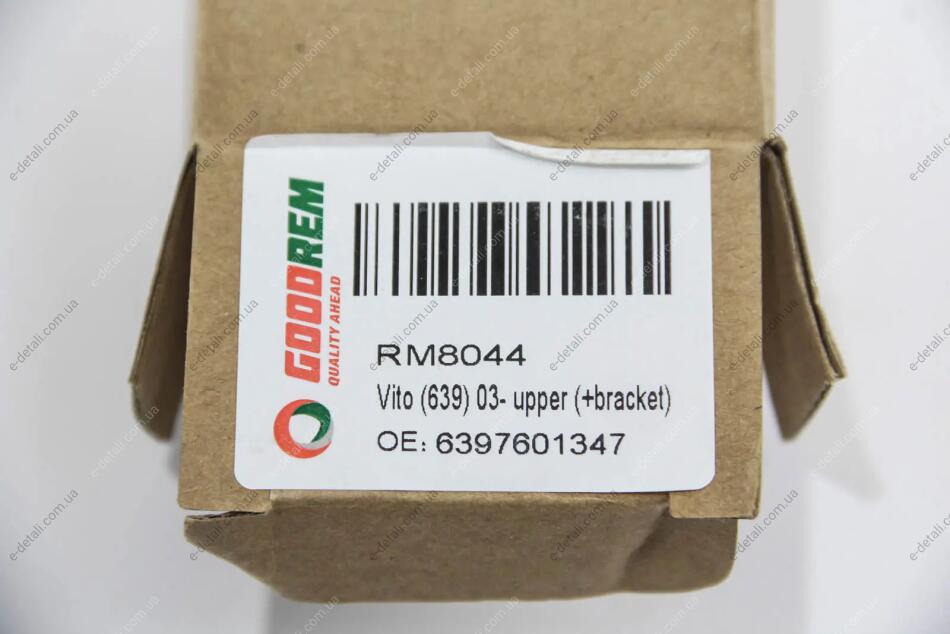 GOODREM
QUALITY AHEAD
RM8044
Vito (639) 03- upper (+bracket)
OE: 6397601347
e-detali.com.ua